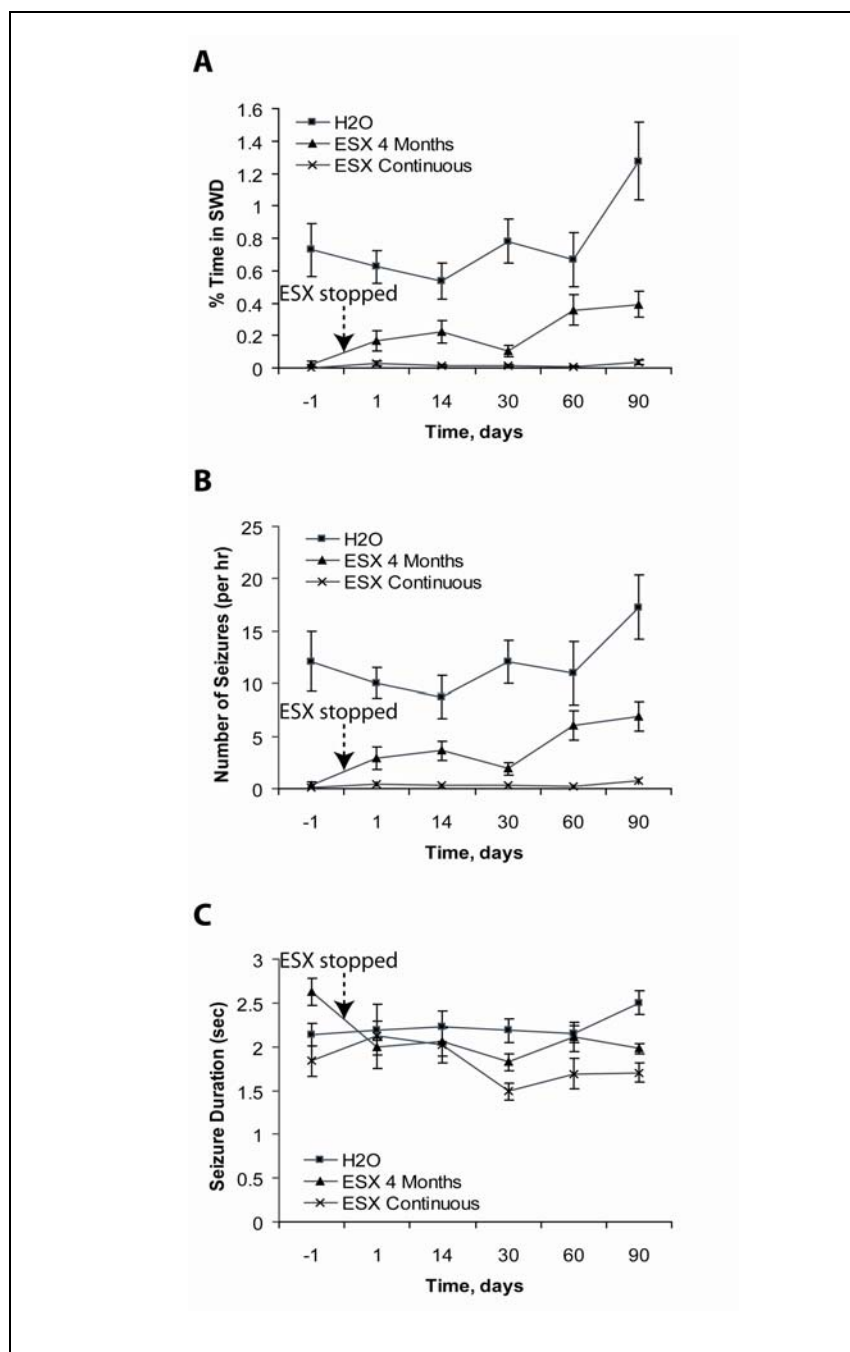 A
1.6
1.4
1.2
1
0.8
0.6
0.4
0.2
0
% Time in SWD
H2O
ESX 4 Months
ESX Continuous
ESX stopped
-1 1 14 30 60 90
Time, days
B
25
20
15
10
5
0
Number of Seizures (per hr)
H2O
ESX 4 Months
ESX Continuous
ESX stopped
-1 1 14 30 60 90
Time, days
C
3
2.5
2
1.5
1
0.5
0
Seizure Duration (sec)
ESX stopped
H2O
ESX 4 Months
ESX Continuous
-1 1 14 30 60 90
Time, days